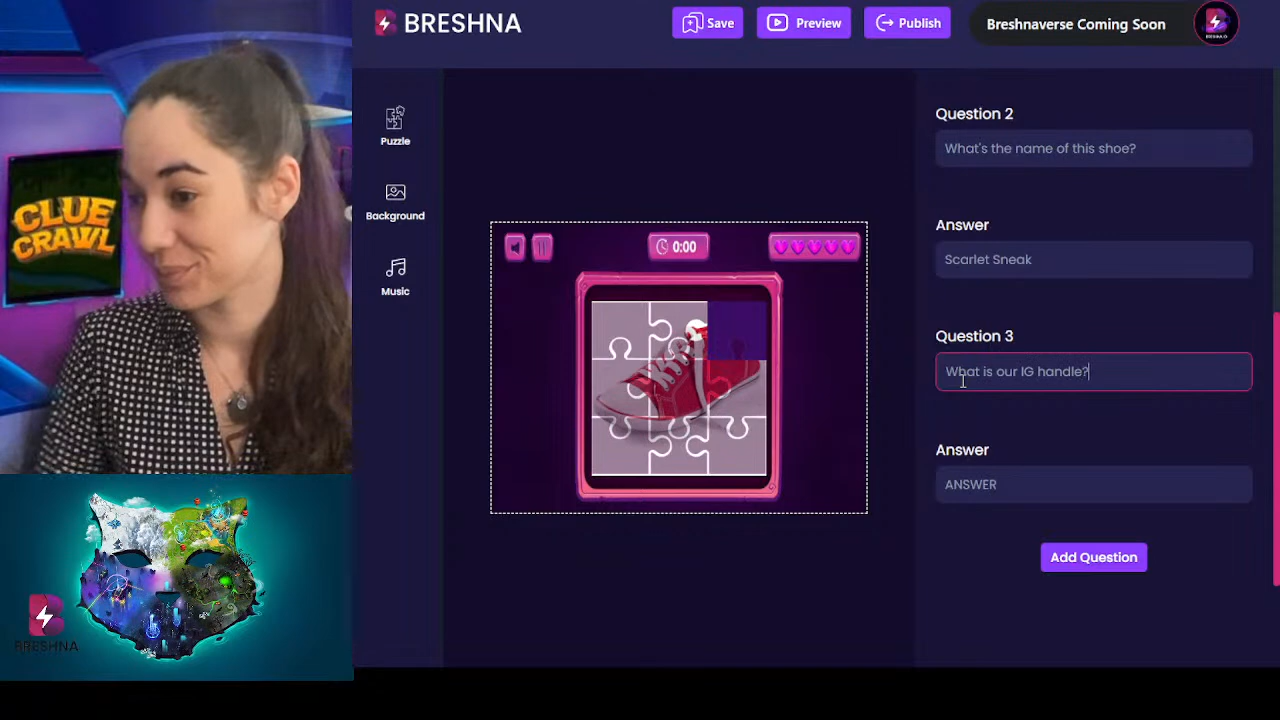 BRESHNA
Save
Preview
Publish
Breshnaverse Coming Soon
Puzzle
Background
Music
0:00
Question 2
What's the name of this shoe?
Answer
Scarlet Sneak
Question 3
What is our IG handle?
Answer
ANSWER
Add Question
CLUE
CRAWL
BRESHNA